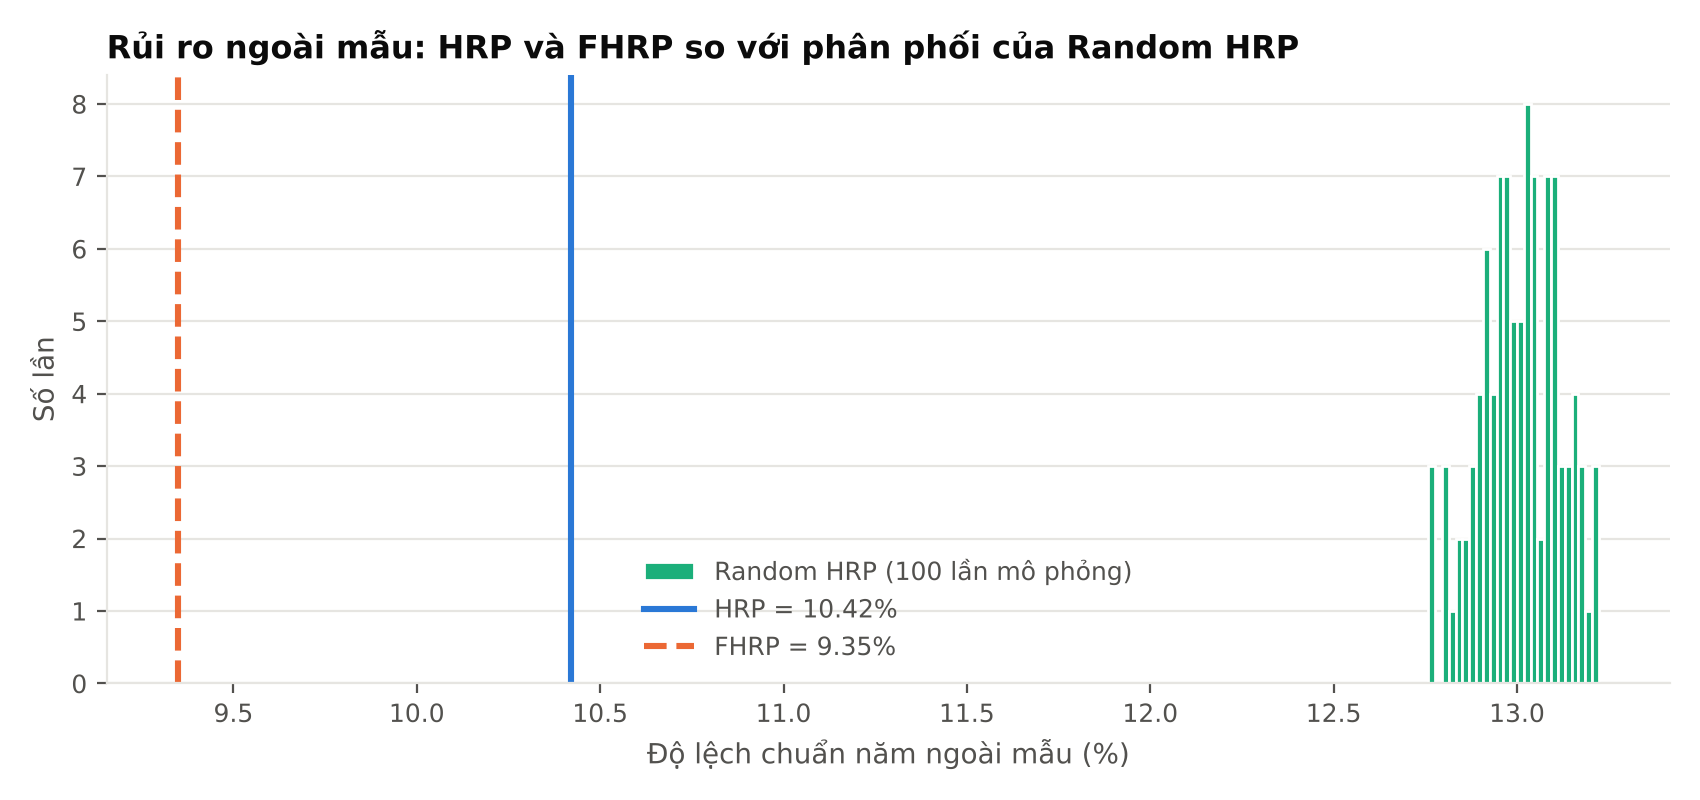 Rủi ro ngoài mẫu: HRP và FHRP so với phân phối của Random HRP
Số lần
8
7
6
5
4
3
2
1
0
Random HRP (100 lần mô phỏng)
HRP = 10.42%
FHRP = 9.35%
9.5 10.0 10.5 11.0 11.5 12.0 12.5 13.0
Độ lệch chuẩn năm ngoài mẫu (%)